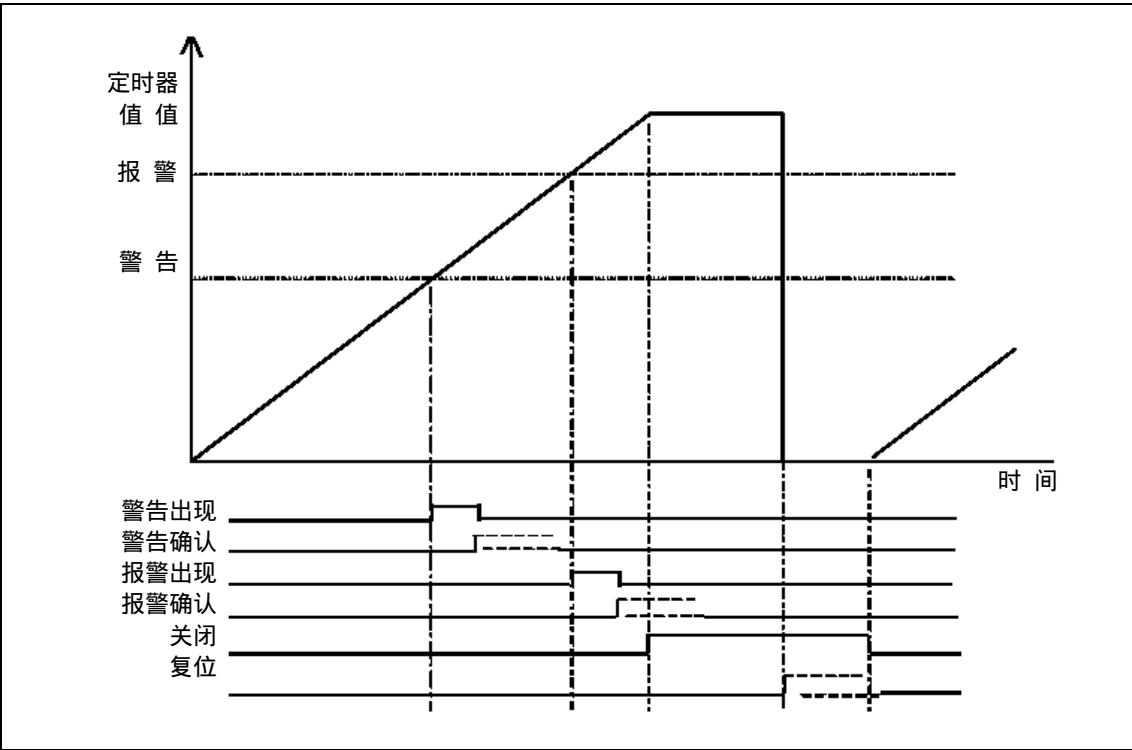 定时器
值 值
报 警
警 告
时 间
警告出现
警告确认
报警出现
报警确认
关闭
复位